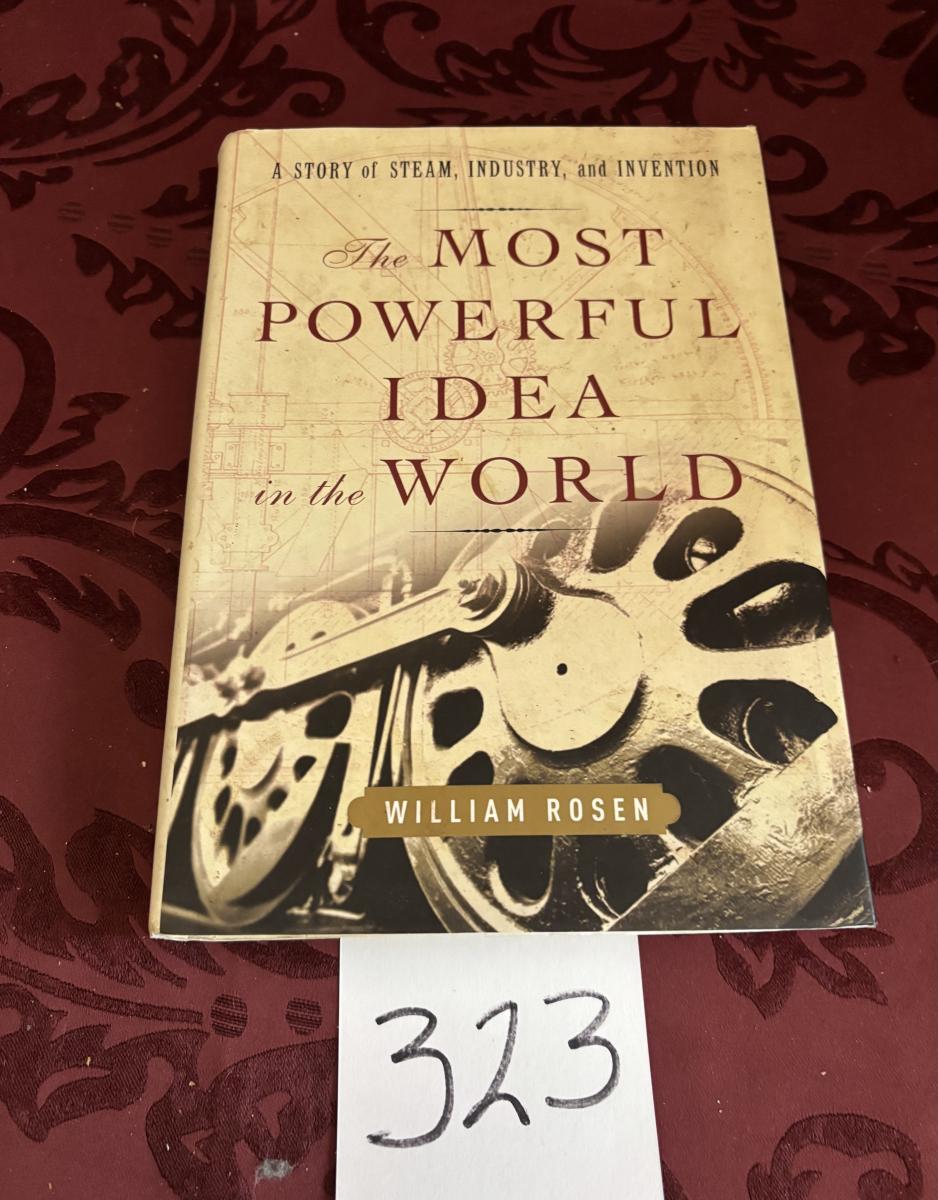 A STORY of STEAM, INDUSTRY, and INVENTION
The MOST
POWERFUL
IDEA
in the WORLD
WILLIAM ROSEN
323